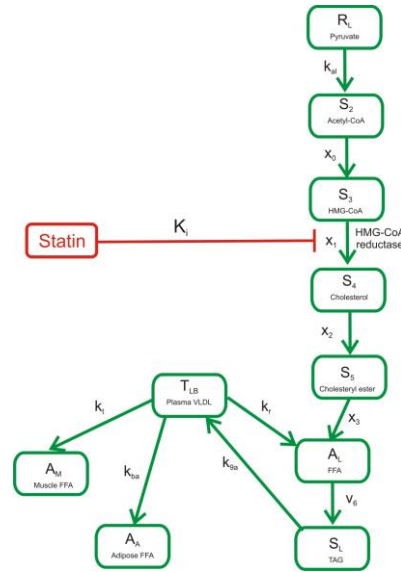 R_L
Pyruvate
k_al
S_2
Acetyl-CoA
x_0
S_3
HMG-CoA
Statin
K_i
x_1
HMG-CoA
reductase
S_4
Cholesterol
x_2
S_5
Cholesteryl ester
T_LB
Plasma VLDL
x_3
k_t
k_r
k_ba
k_9a
A_L
FFA
A_M
Muscle FFA
v_6
A_A
Adipose FFA
S_L
TAG